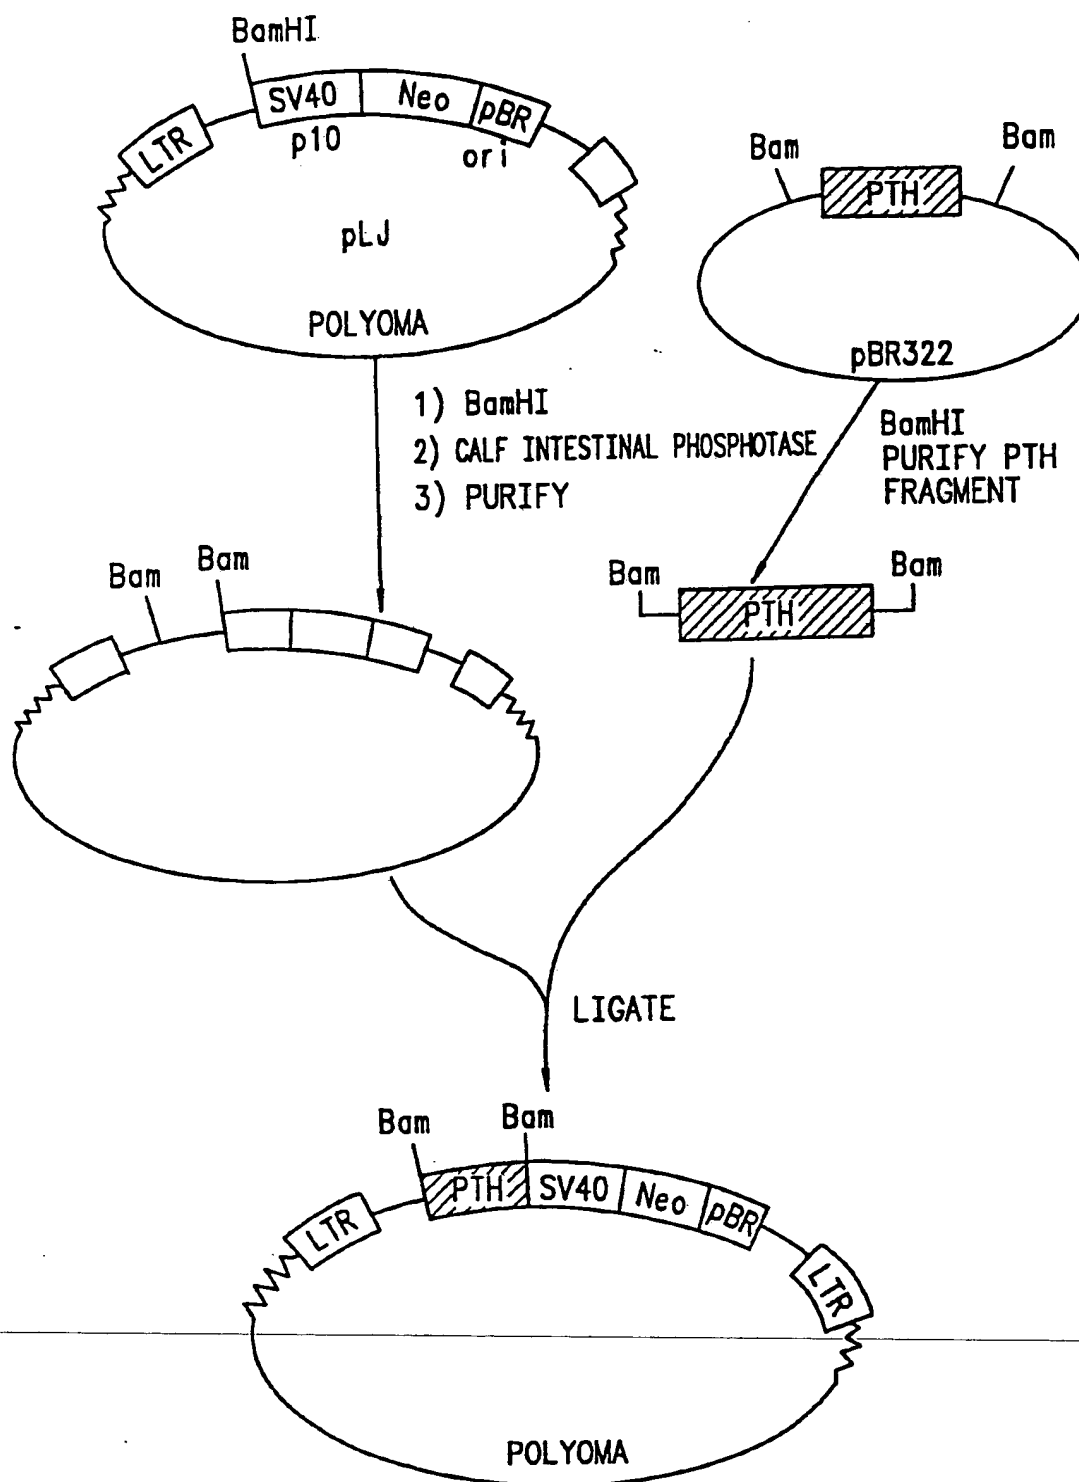 BamHI
SV40
Neo
pBR
LTR
p10
ori
pLJ
POLYOMA
Bam
Bam
PTH
pBR322
1) BamHI
2) CALF INTESTINAL PHOSPHOTASE
3) PURIFY
BamHI
PURIFY PTH
FRAGMENT
Bam
Bam
Bam
Bam
PTH
LIGATE
Bam
Bam
PTH
SV40
Neo
pBR
LTR
LTR
POLYOMA